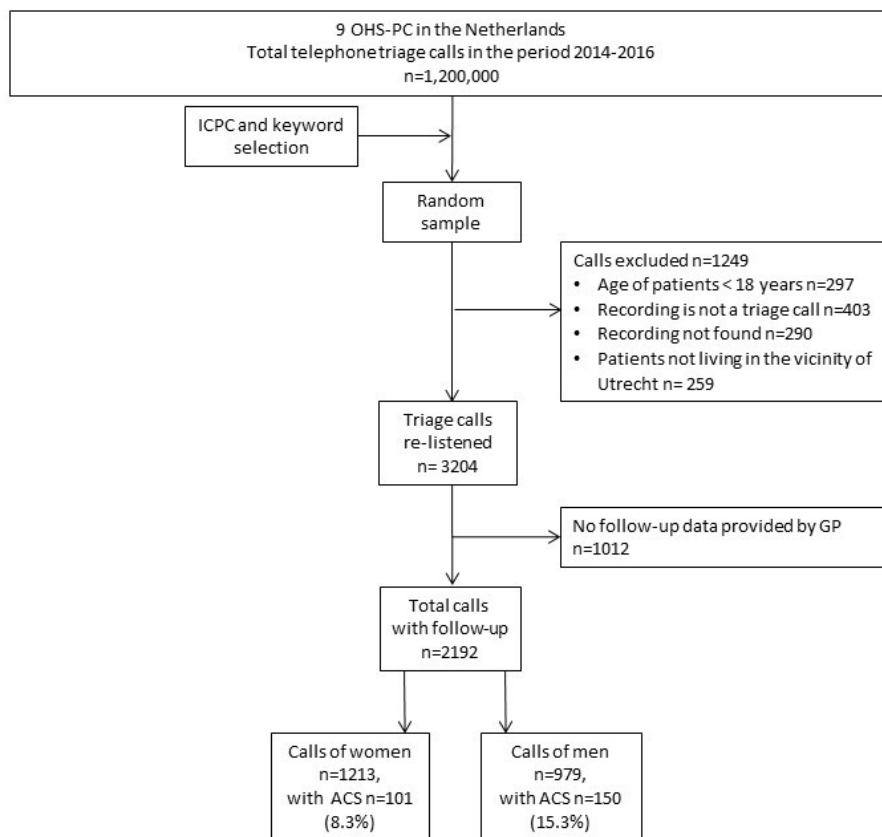 9 OHS-PC in the Netherlands
Total telephone triage calls in the period 2014-2016
n=1,200,000
ICPC and keyword
selection
Random
sample
Calls excluded n=1249
• Age of patients < 18 years n=297
• Recording is not a triage call n=403
• Recording not found n=290
• Patients not living in the vicinity of
Utrecht n= 259
Triage calls
re-listened
n= 3204
No follow-up data provided by GP
n=1012
Total calls
with follow-up
n=2192
Calls of women
n=1213,
with ACS n=101
(8.3%)
Calls of men
n=979,
with ACS n=150
(15.3%)